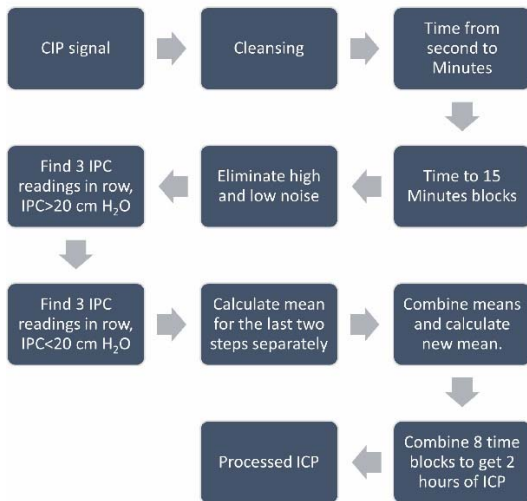 CIP signal
Cleansing
Time from
second to
Minutes
Time to 15
Minutes blocks
Eliminate high
and low noise
Find 3 IPC
readings in row,
IPC>20 cm H₂O
Find 3 IPC
readings in row,
IPC<20 cm H₂O
Calculate mean
for the last two
steps separately
Combine means
and calculate
new mean.
Combine 8 time
blocks to get 2
hours of ICP
Processed ICP